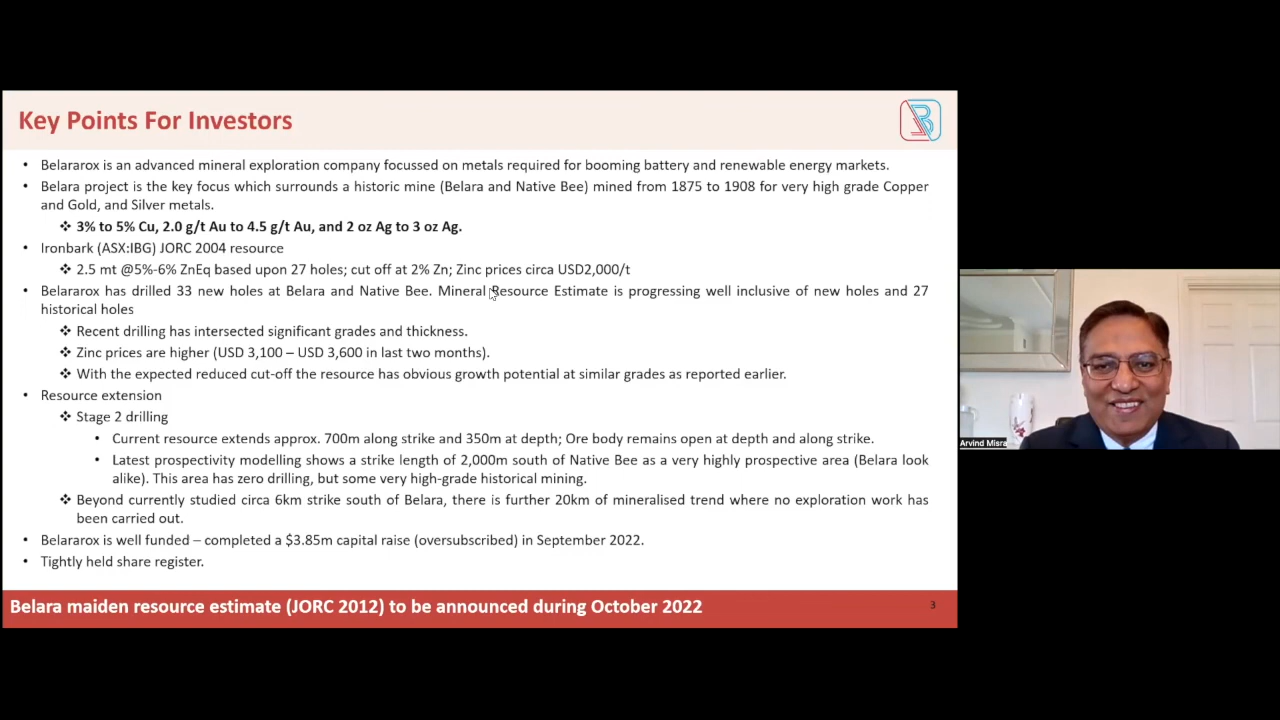 Key Points For Investors
• Belararox is an advanced mineral exploration company focussed on metals required for booming battery and renewable energy markets.
• Belara project is the key focus which surrounds a historic mine (Belara and Native Bee) mined from 1875 to 1908 for very high grade Copper
and Gold, and Silver metals.
❖ 3% to 5% Cu, 2.0 g/t Au to 4.5 g/t Au, and 2 oz Ag to 3 oz Ag.
• Ironbark (ASX:IBG) JORC 2004 resource
❖ 2.5 mt @5%-6% ZnEq based upon 27 holes; cut off at 2% Zn; Zinc prices circa USD2,000/t
• Belararox has drilled 33 new holes at Belara and Native Bee. Mineral Resource Estimate is progressing well inclusive of new holes and 27
historical holes
❖ Recent drilling has intersected significant grades and thickness.
❖ Zinc prices are higher (USD 3,100 – USD 3,600 in last two months).
❖ With the expected reduced cut-off the resource has obvious growth potential at similar grades as reported earlier.
• Resource extension
❖ Stage 2 drilling
• Current resource extends approx. 700m along strike and 350m at depth; Ore body remains open at depth and along strike.
• Latest prospectivity modelling shows a strike length of 2,000m south of Native Bee as a very highly prospective area (Belara look
alike). This area has zero drilling, but some very high-grade historical mining.
❖ Beyond currently studied circa 6km strike south of Belara, there is further 20km of mineralised trend where no exploration work has
been carried out.
• Belararox is well funded – completed a $3.85m capital raise (oversubscribed) in September 2022.
• Tightly held share register.
Belara maiden resource estimate (JORC 2012) to be announced during October 2022
3
Arvind Misra